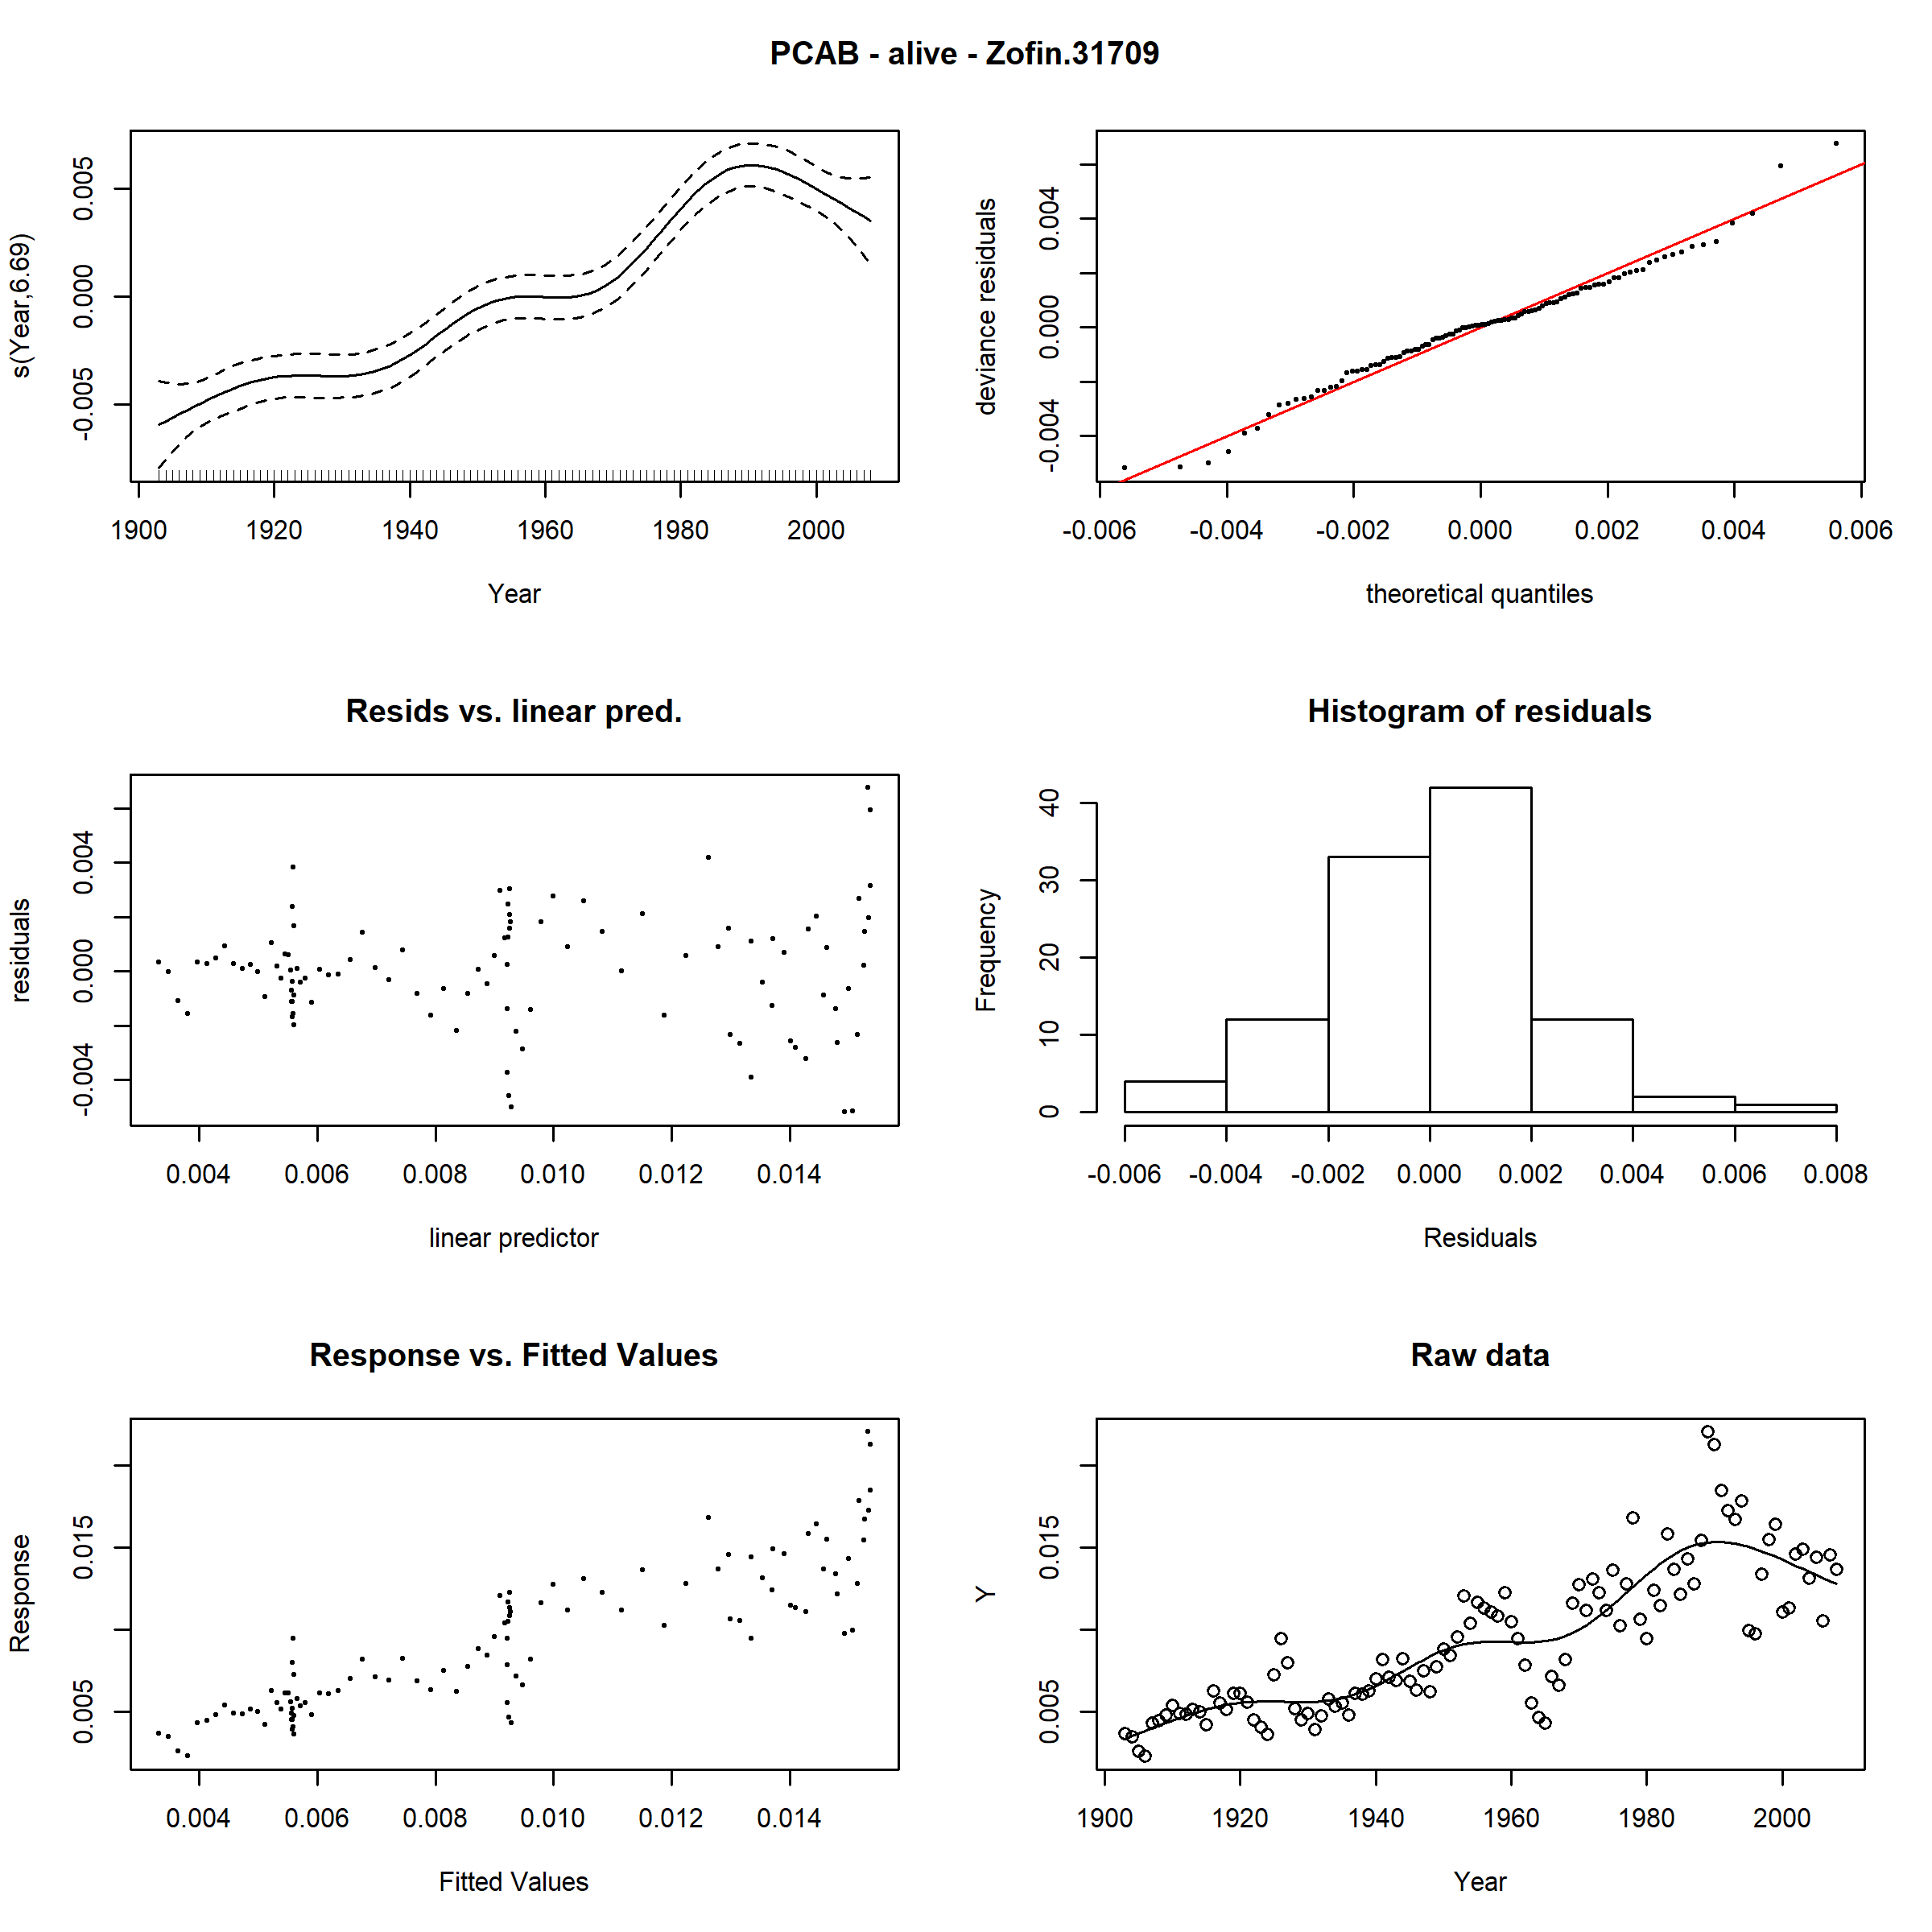 PCAB - alive - Zofin.31709
s(Year,6.69)
-0.005 0.000 0.005
1900 1920 1940 1960 1980 2000
Year
deviance residuals
-0.004 0.000 0.004
-0.006 -0.004 -0.002 0.000 0.002 0.004 0.006
theoretical quantiles
Resids vs. linear pred.
residuals
-0.004 0.000 0.004
0.004 0.006 0.008 0.010 0.012 0.014
linear predictor
Histogram of residuals
Frequency
0 10 20 30 40
-0.006 -0.004 -0.002 0.000 0.002 0.004 0.006 0.008
Residuals
Response vs. Fitted Values
Response
0.005 0.015
0.004 0.006 0.008 0.010 0.012 0.014
Fitted Values
Raw data
Y
0.005 0.015
1900 1920 1940 1960 1980 2000
Year